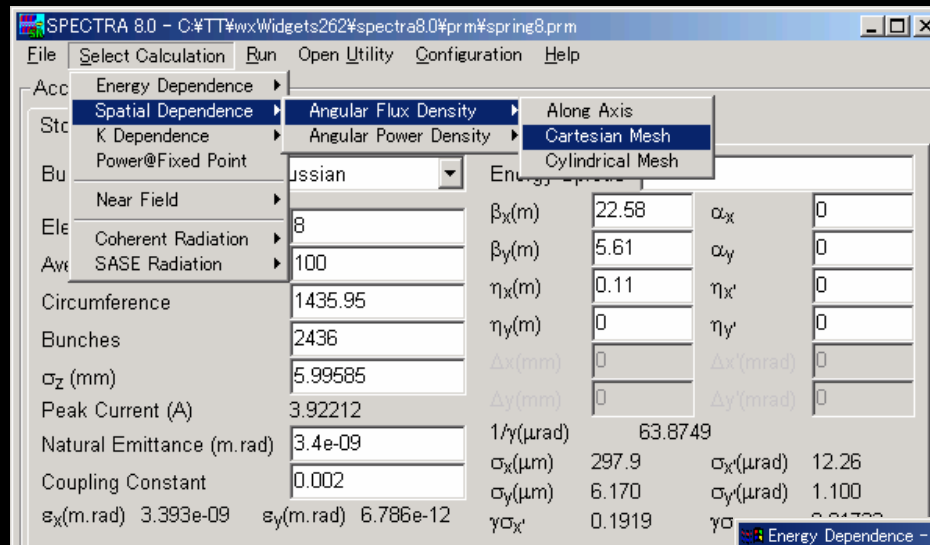 SPECTRA 8.0 - C:¥TT¥wxWidgets262¥spectra8.0¥prm¥spring8.prm
File Select Calculation Run Open Utility Configuration Help
Acc
Energy Dependence
Spatial Dependence
K Dependence
Power@Fixed Point
Near Field
Coherent Radiation
SASE Radiation
Angular Flux Density
Angular Power Density
Along Axis
Cartesian Mesh
Cylindrical Mesh
Sto
Bu ussian
Ele 8
Ave 100
Circumference 1435.95
Bunches 2436
σz (mm) 5.99585
Peak Current (A) 3.92212
Natural Emittance (m.rad) 3.4e-09
Coupling Constant 0.002
εx(m.rad) 3.393e-09 εy(m.rad) 6.786e-12
βx(m) 22.58 αx 0
βy(m) 5.61 αy 0
ηx(m) 0.11 ηx' 0
ηy(m) 0 ηy' 0
Δx(mm) 0 Δx'(mrad) 0
Δy(mm) 0 Δy'(mrad) 0
1/γ(μrad) 63.8749
σx(μm) 297.9 σx'(μrad) 12.26
σy(μm) 6.170 σy'(μrad) 1.100
γσx' 0.1919 γσ
Energy Dependence -